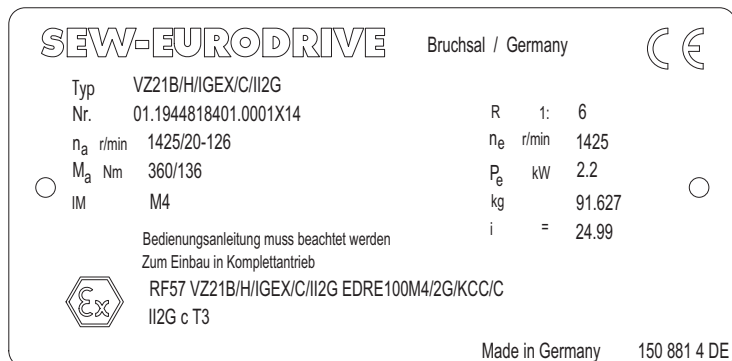 SEW-EURODRIVE Bruchsal / Germany CE
Typ VZ21B/H/IGEX/C/II2G
Nr. 01.1944818401.0001X14 R 1: 6
na r/min 1425/20-126 ne r/min 1425
Ma Nm 360/136 Pe kW 2.2
IM M4 kg 91.627
i = 24.99
Bedienungsanleitung muss beachtet werden
Zum Einbau in Komplettantrieb
Ex RF57 VZ21B/H/IGEX/C/II2G EDRE100M4/2G/KCC/C
II2G c T3
Made in Germany 150 881 4 DE